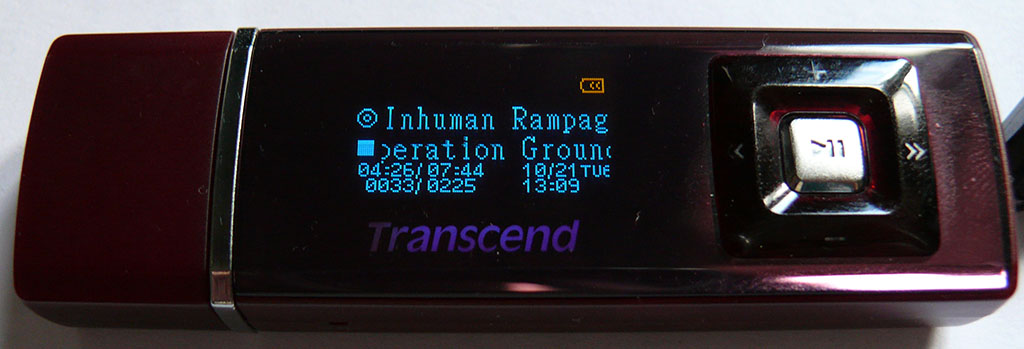 Inhuman Rampag
peration Groun
04:26/07:44 10/21TUE
0033/0225 13:09
Transcend